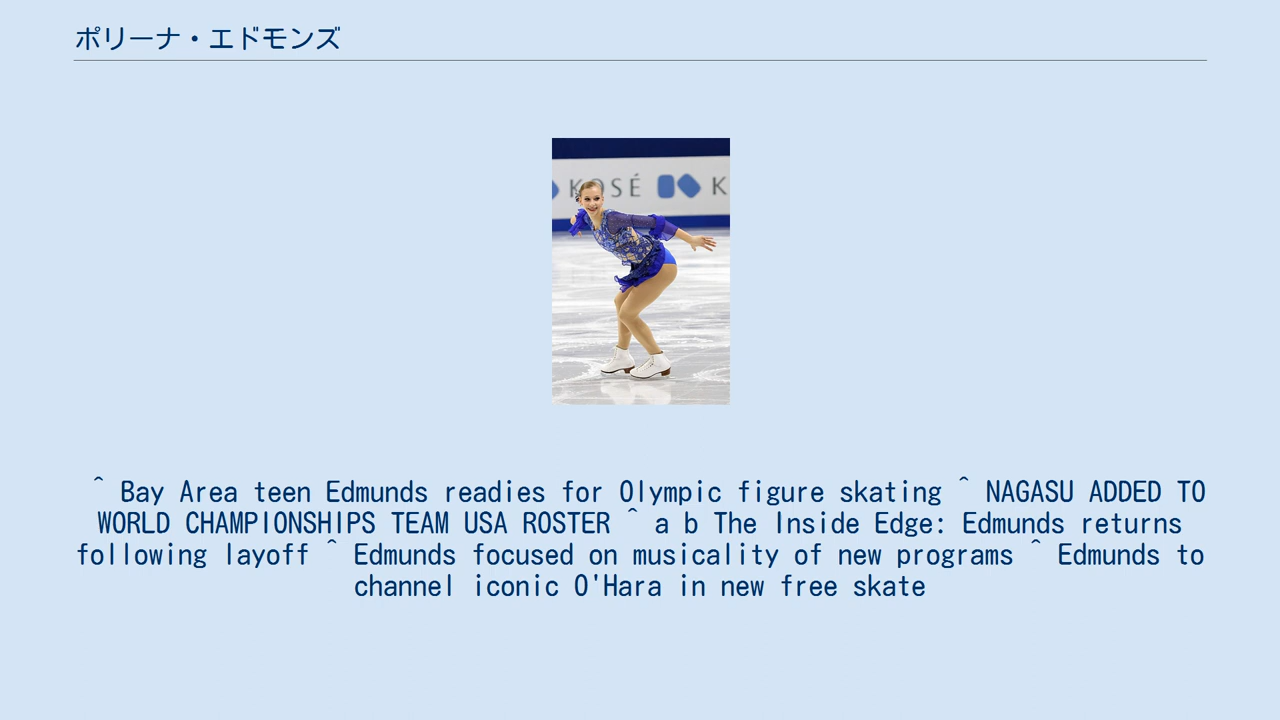 ポリーナ・エドモンズ
KOSÉ K
^ Bay Area teen Edmunds readies for Olympic figure skating ^ NAGASU ADDED TO
WORLD CHAMPIONSHIPS TEAM USA ROSTER ^ a b The Inside Edge: Edmunds returns
following layoff ^ Edmunds focused on musicality of new programs ^ Edmunds to
channel iconic O'Hara in new free skate